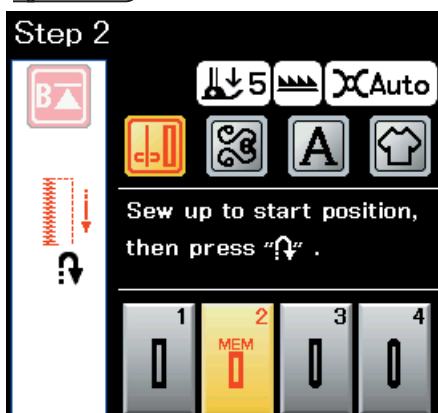 Step 2
B
5
Auto
A
Sew up to start position,
then press “ ” .
1
2
3
4
MEM